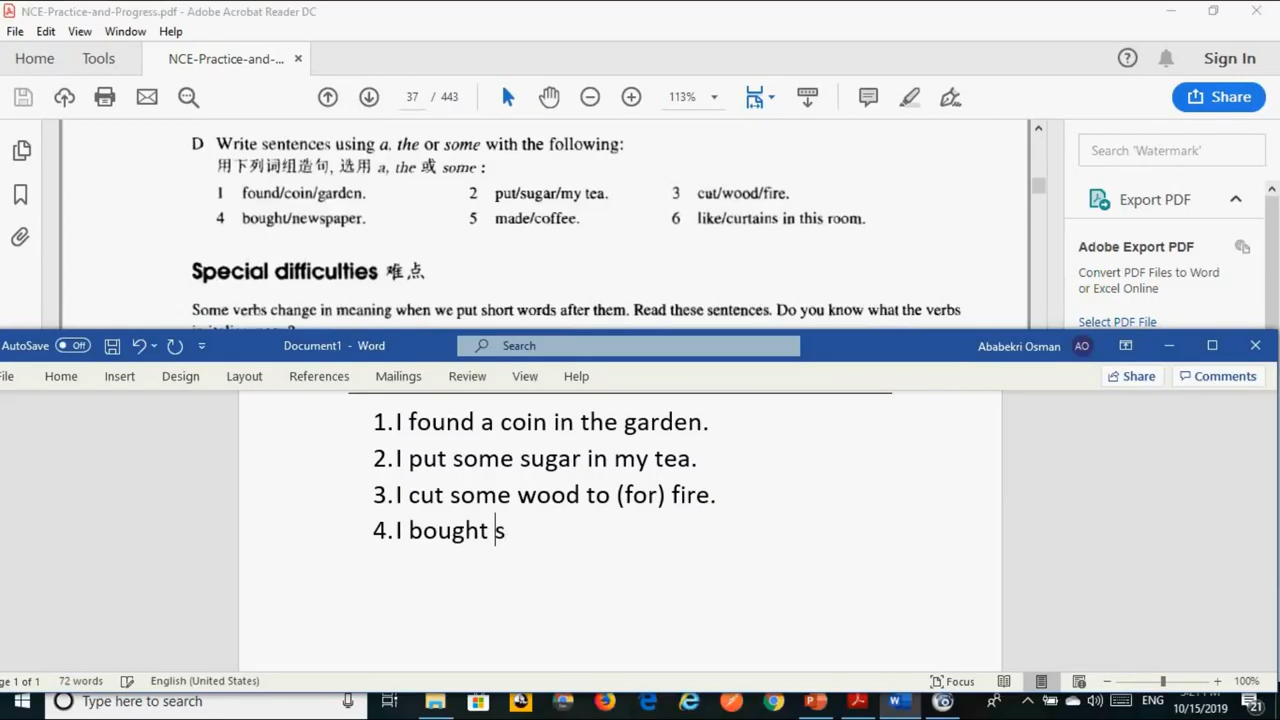 NCE-Practice-and-Progress.pdf - Adobe Acrobat Reader DC
File Edit View Window Help
Home Tools NCE-Practice-and-... × Sign In
37 / 443 113% Share
D Write sentences using a, the or some with the following:
用下列词组造句, 选用 a, the 或 some :
1 found/coin/garden. 2 put/sugar/my tea. 3 cut/wood/fire.
4 bought/newspaper. 5 made/coffee. 6 like/curtains in this room.
Special difficulties 难点
Some verbs change in meaning when we put short words after them. Read these sentences. Do you know what the verbs
Search "Watermark"
Export PDF
Adobe Export PDF
Convert PDF Files to Word
or Excel Online
Select PDF File
AutoSave Off Document1 - Word Search Ababekri Osman AO
File Home Insert Design Layout References Mailings Review View Help Share Comments
1. I found a coin in the garden.
2. I put some sugar in my tea.
3. I cut some wood to (for) fire.
4. I bought s
ge 1 of 1 72 words English (United States) Focus 100%
Type here to search ENG
10/15/2019 21